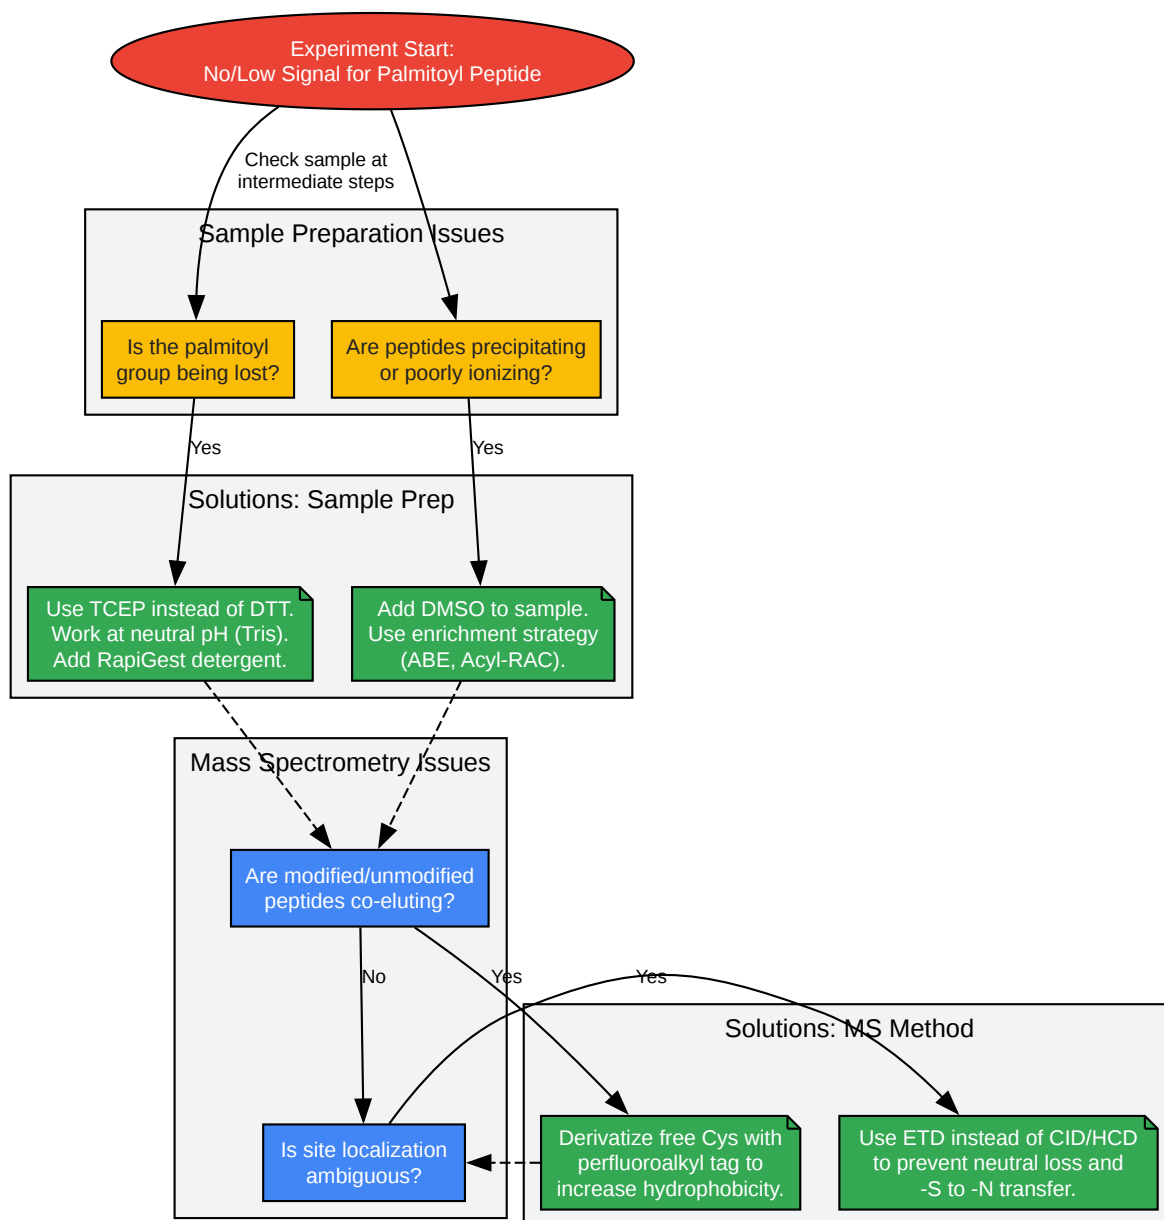 Experiment Start:
No/Low Signal for Palmitoyl Peptide
Check sample at
intermediate steps
Sample Preparation Issues
Is the palmitoyl
group being lost?
Are peptides precipitating
or poorly ionizing?
Yes
Yes
Solutions: Sample Prep
Use TCEP instead of DTT.
Work at neutral pH (Tris).
Add RapiGest detergent.
Add DMSO to sample.
Use enrichment strategy
(ABE, Acyl-RAC).
Mass Spectrometry Issues
Are modified/unmodified
peptides co-eluting?
No
Yes
Yes
Solutions: MS Method
Is site localization
ambiguous?
Derivatize free Cys with
perfluoroalkyl tag to
increase hydrophobicity.
Use ETD instead of CID/HCD
to prevent neutral loss and
-S to -N transfer.